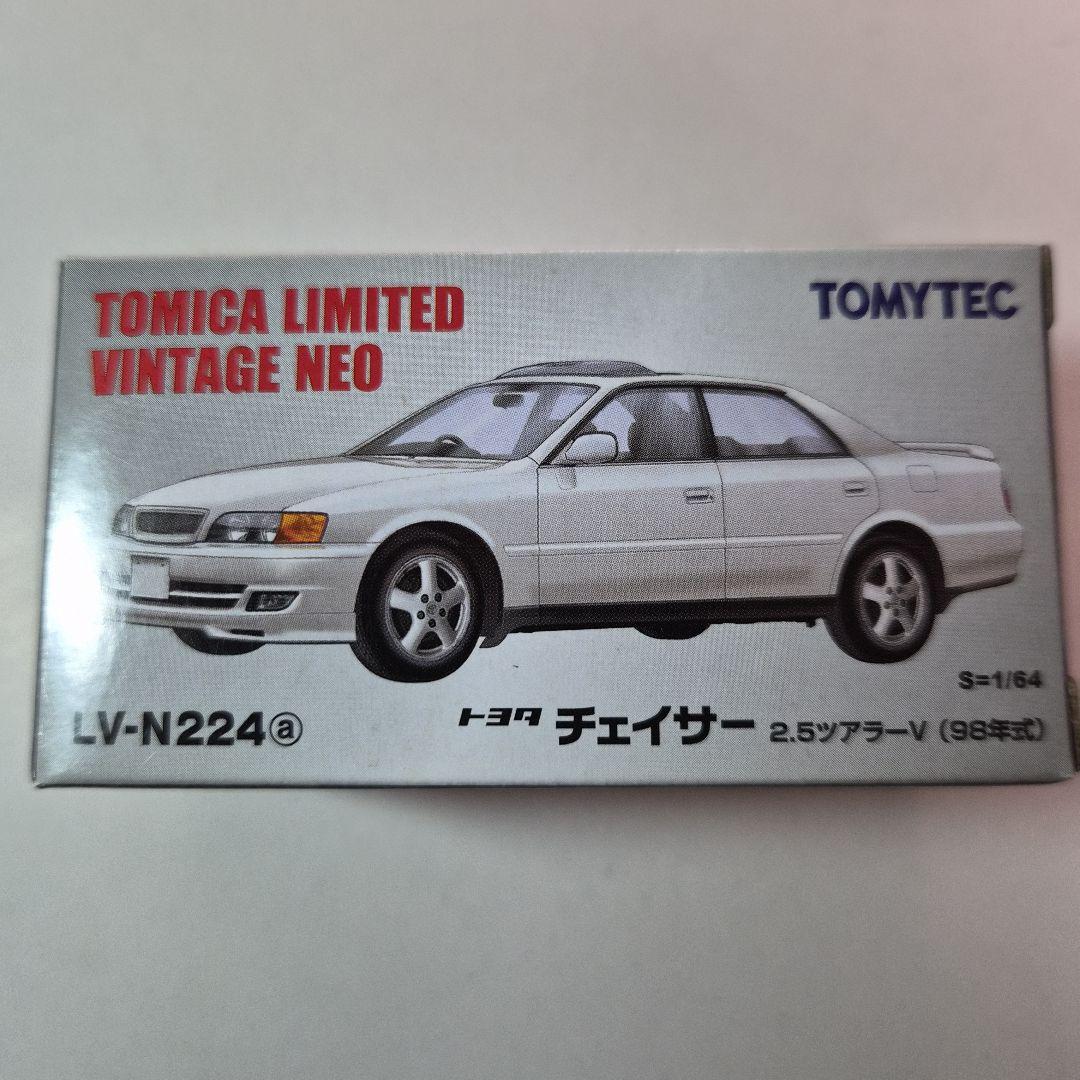 TOMICA LIMITED
VINTAGE NEO
TOMYTEC
S=1/64
LV-N224ⓐ
トヨタ チェイサー 2.5ツアラーV (98年式)